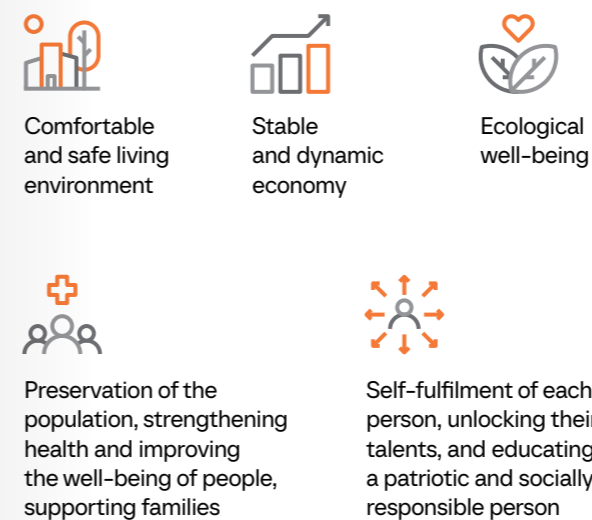 Comfortable
and safe living
environment
Stable
and dynamic
economy
Ecological
well-being
Preservation of the
population, strengthening
health and improving
the well-being of people,
supporting families
Self-fulfilment of each
person, unlocking their
talents, and educating
a patriotic and socially
responsible person